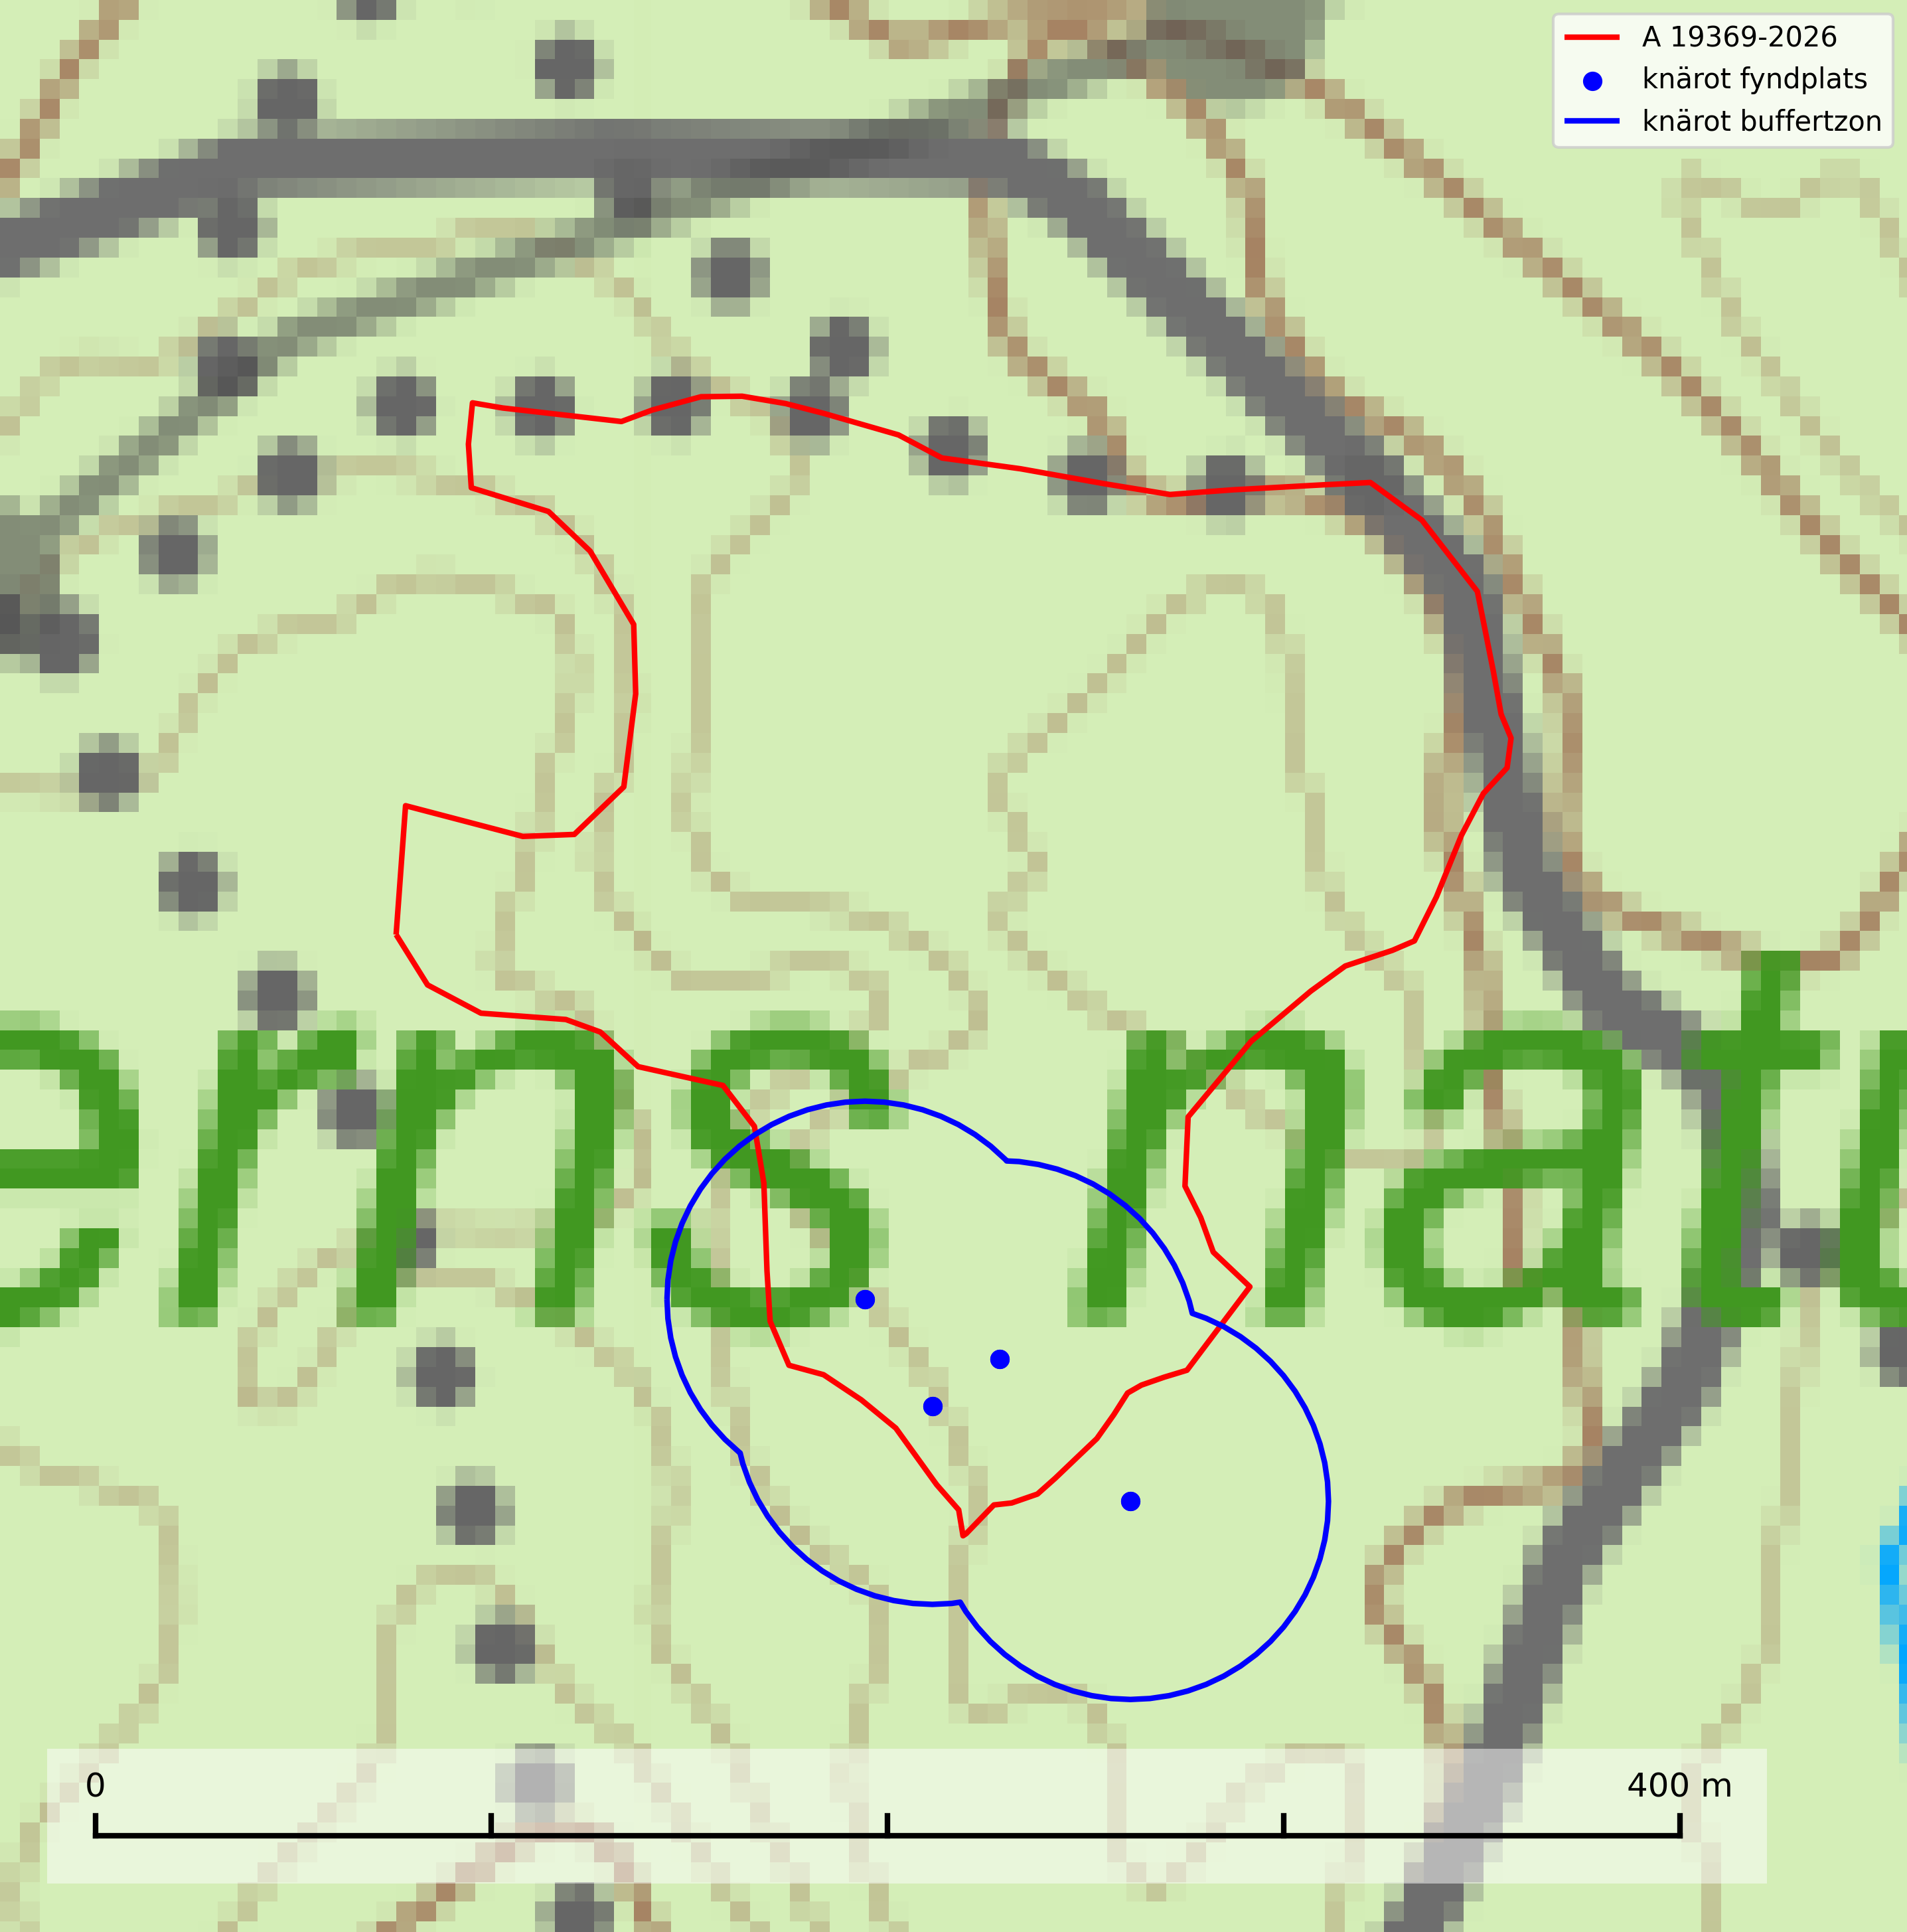 A 19369-2026
knärot fyndplats
knärot buffertzon
0
400 m